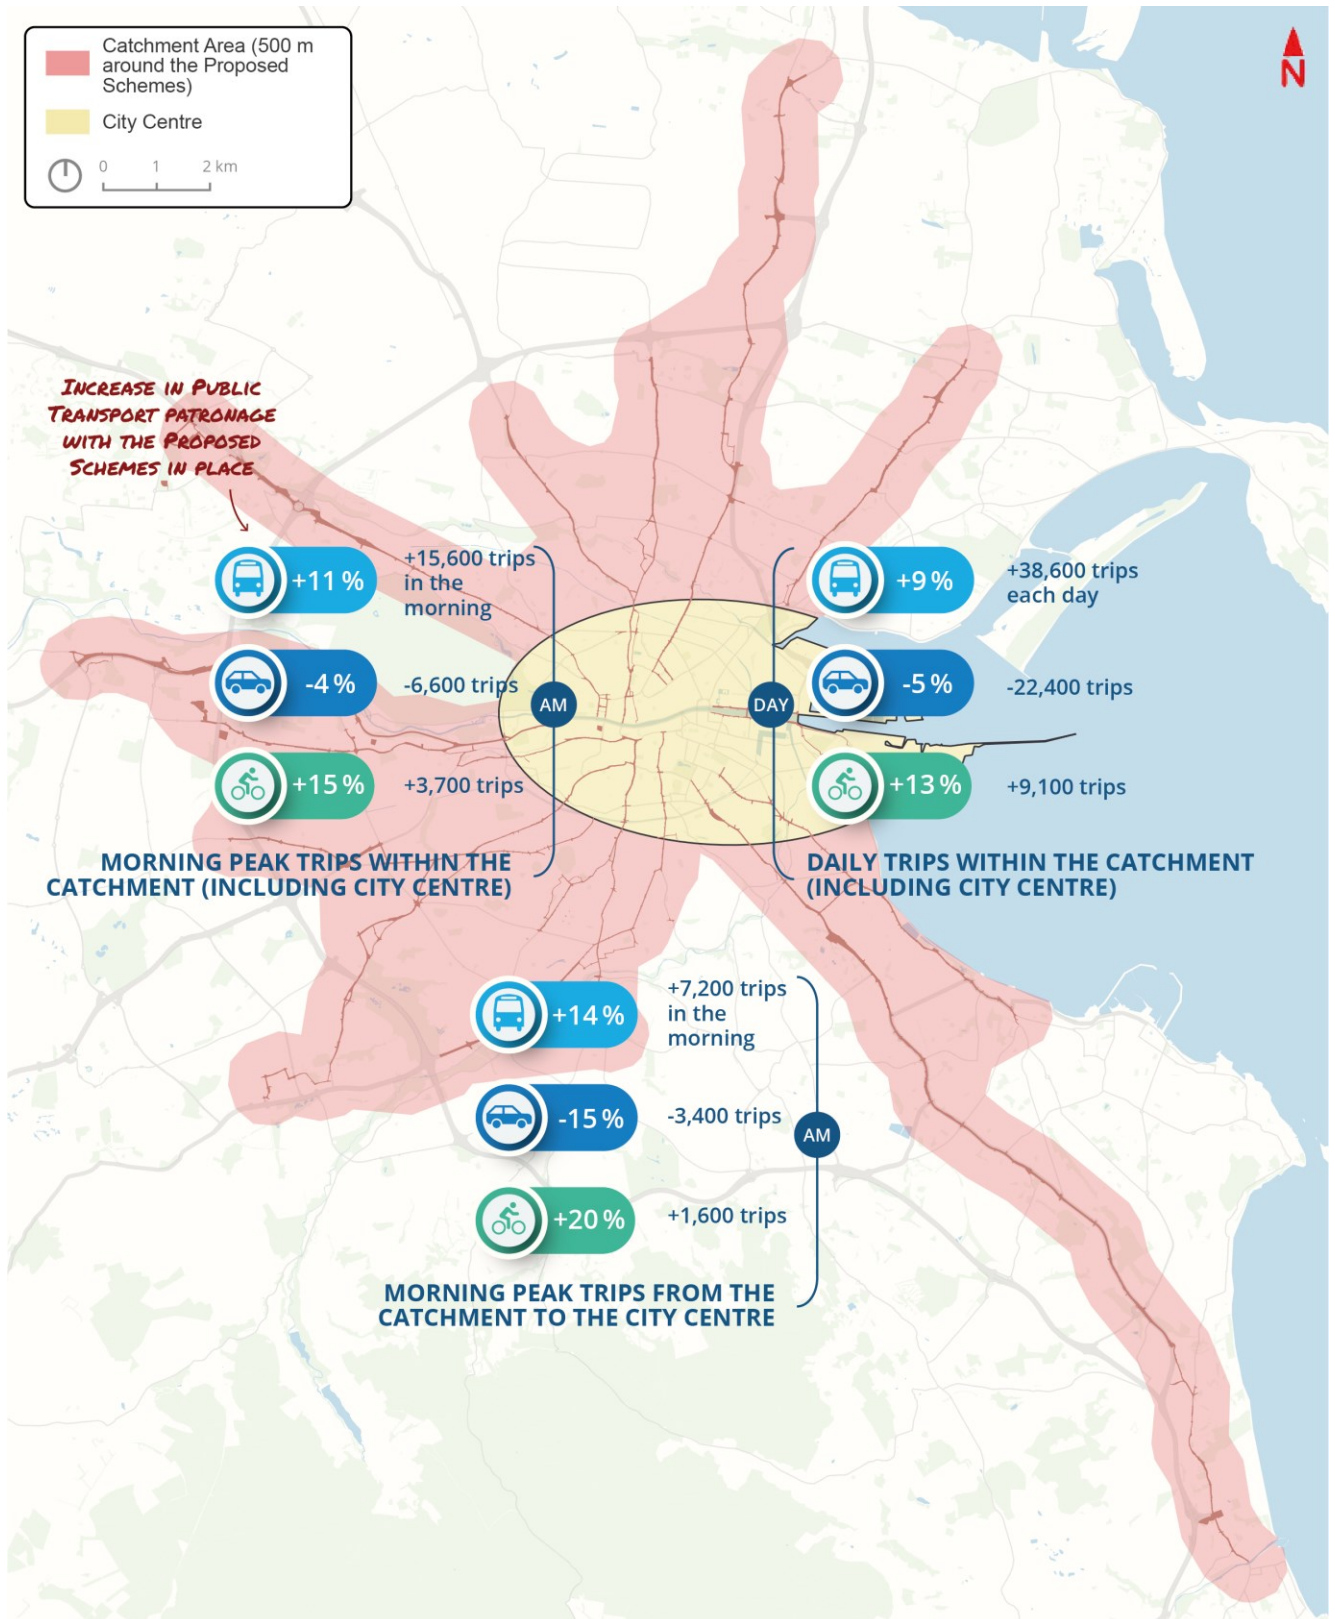 Catchment Area (500 m
around the Proposed
Schemes)
City Centre
0 1 2 km
N
INCREASE IN PUBLIC
TRANSPORT PATRONAGE
WITH THE PROPOSED
SCHEMES IN PLACE
+11 %
+15,600 trips
in the
morning
-4 %
-6,600 trips
+15 %
+3,700 trips
AM
MORNING PEAK TRIPS WITHIN THE
CATCHMENT (INCLUDING CITY CENTRE)
+9 %
+38,600 trips
each day
-5 %
-22,400 trips
+13 %
+9,100 trips
DAY
DAILY TRIPS WITHIN THE CATCHMENT
(INCLUDING CITY CENTRE)
+14 %
+7,200 trips
in the
morning
-15 %
-3,400 trips
AM
+20 %
+1,600 trips
MORNING PEAK TRIPS FROM THE
CATCHMENT TO THE CITY CENTRE